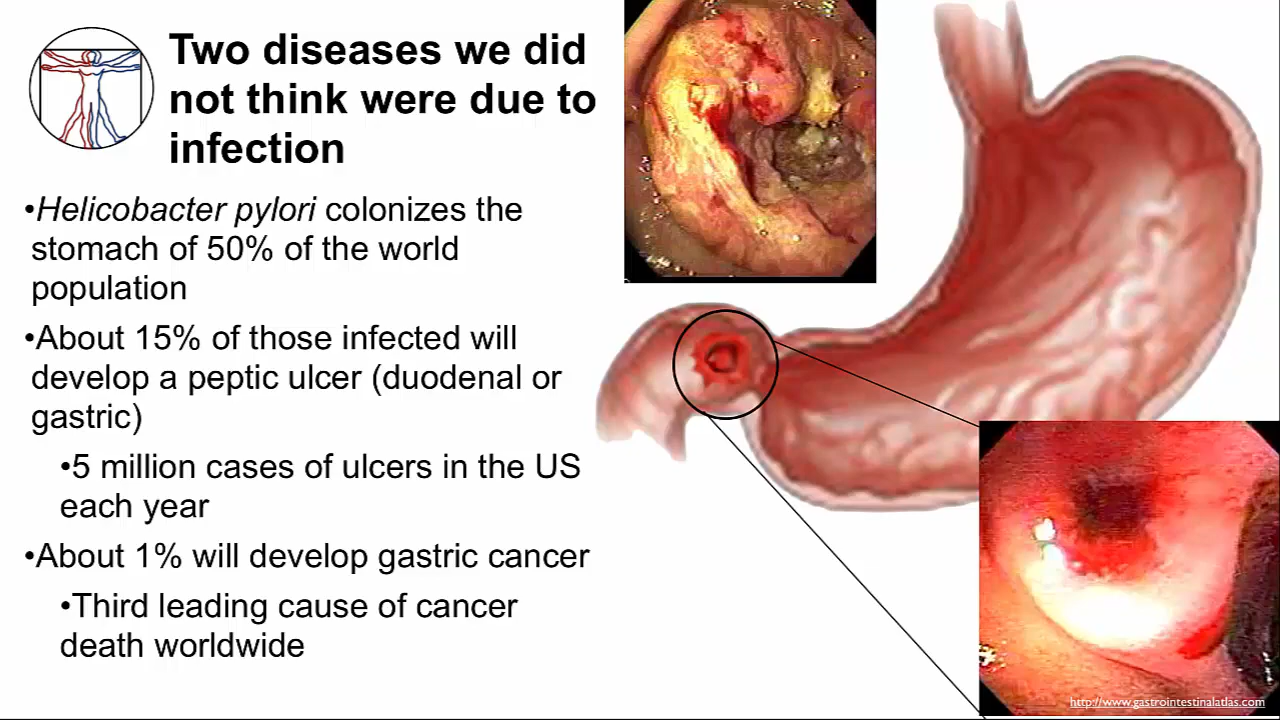 Two diseases we did
not think were due to
infection
•Helicobacter pylori colonizes the
stomach of 50% of the world
population
•About 15% of those infected will
develop a peptic ulcer (duodenal or
gastric)
•5 million cases of ulcers in the US
each year
•About 1% will develop gastric cancer
•Third leading cause of cancer
death worldwide
http://www.gastrointestinalatlas.com